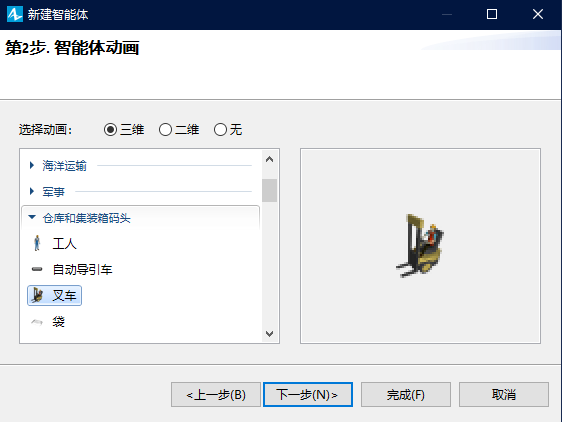 新建智能体
第2步. 智能体动画
选择动画： 三维 二维 无
海洋运输
军事
仓库和集装箱码头
工人
自动导引车
叉车
袋
<上一步(B) 下一步(N)> 完成(F) 取消